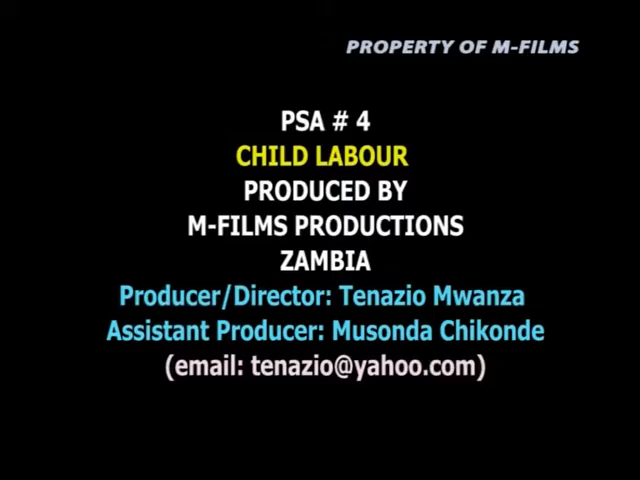 PROPERTY OF M-FILMS
PSA # 4
CHILD LABOUR
PRODUCED BY
M-FILMS PRODUCTIONS
ZAMBIA
Producer/Director: Tenazio Mwanza
Assistant Producer: Musonda Chikonde
(email: tenazio@yahoo.com)